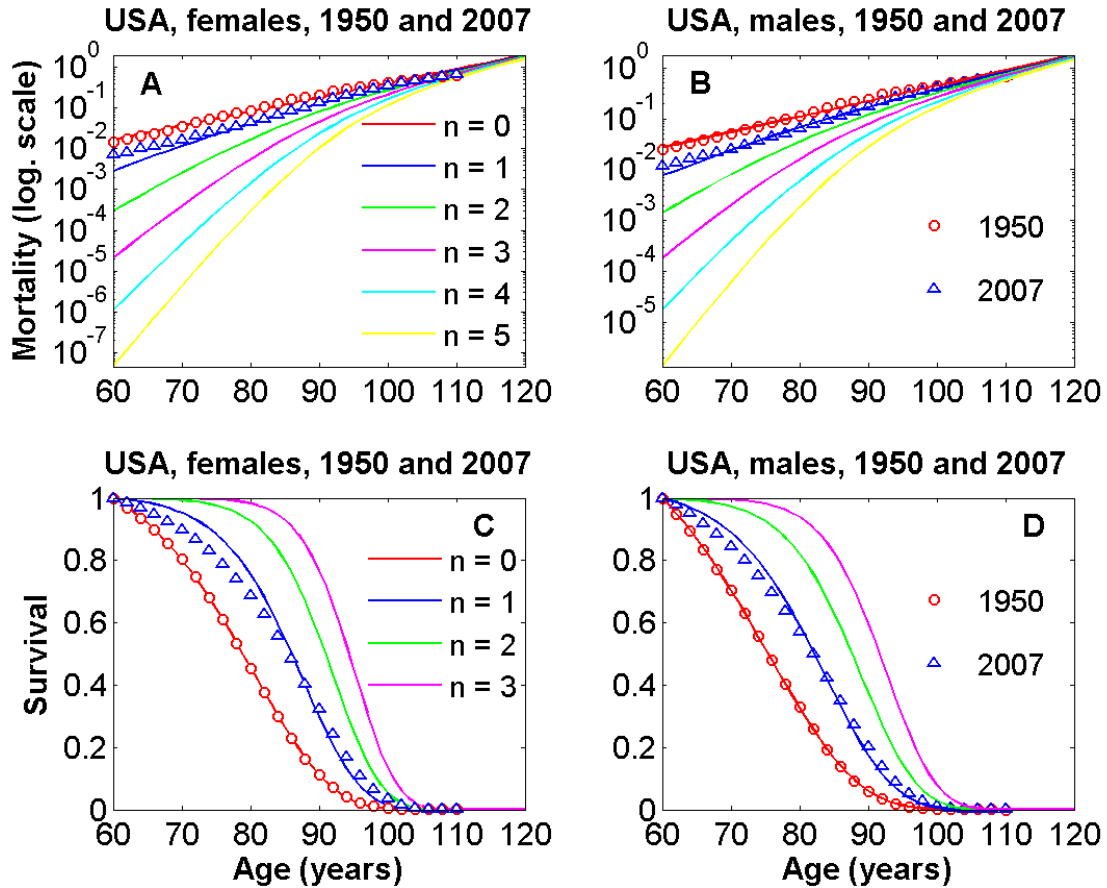 USA, females, 1950 and 2007
Mortality (log. scale)
10^0
10^-1
10^-2
10^-3
10^-4
10^-5
10^-6
10^-7
A
n = 0
n = 1
n = 2
n = 3
n = 4
n = 5
60 70 80 90 100 110 120
USA, males, 1950 and 2007
10^0
10^-1
10^-2
10^-3
10^-4
10^-5
B
1950
2007
60 70 80 90 100 110 120
USA, females, 1950 and 2007
Survival
1
0.8
0.6
0.4
0.2
0
C
n = 0
n = 1
n = 2
n = 3
60 70 80 90 100 110 120
Age (years)
USA, males, 1950 and 2007
1
0.8
0.6
0.4
0.2
0
D
1950
2007
60 70 80 90 100 110 120
Age (years)